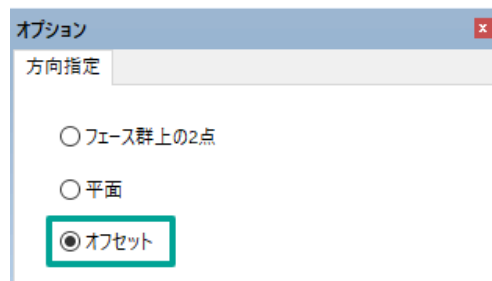 オプション
方向指定
フェース群上の2点
平面
オフセット